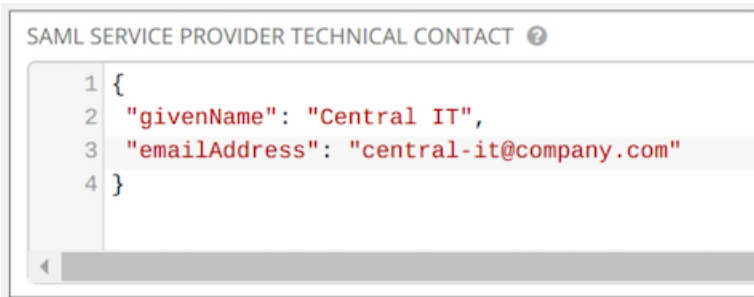 SAML SERVICE PROVIDER TECHNICAL CONTACT ?
1 {
2 "givenName": "Central IT",
3 "emailAddress": "central-it@company.com"
4 }